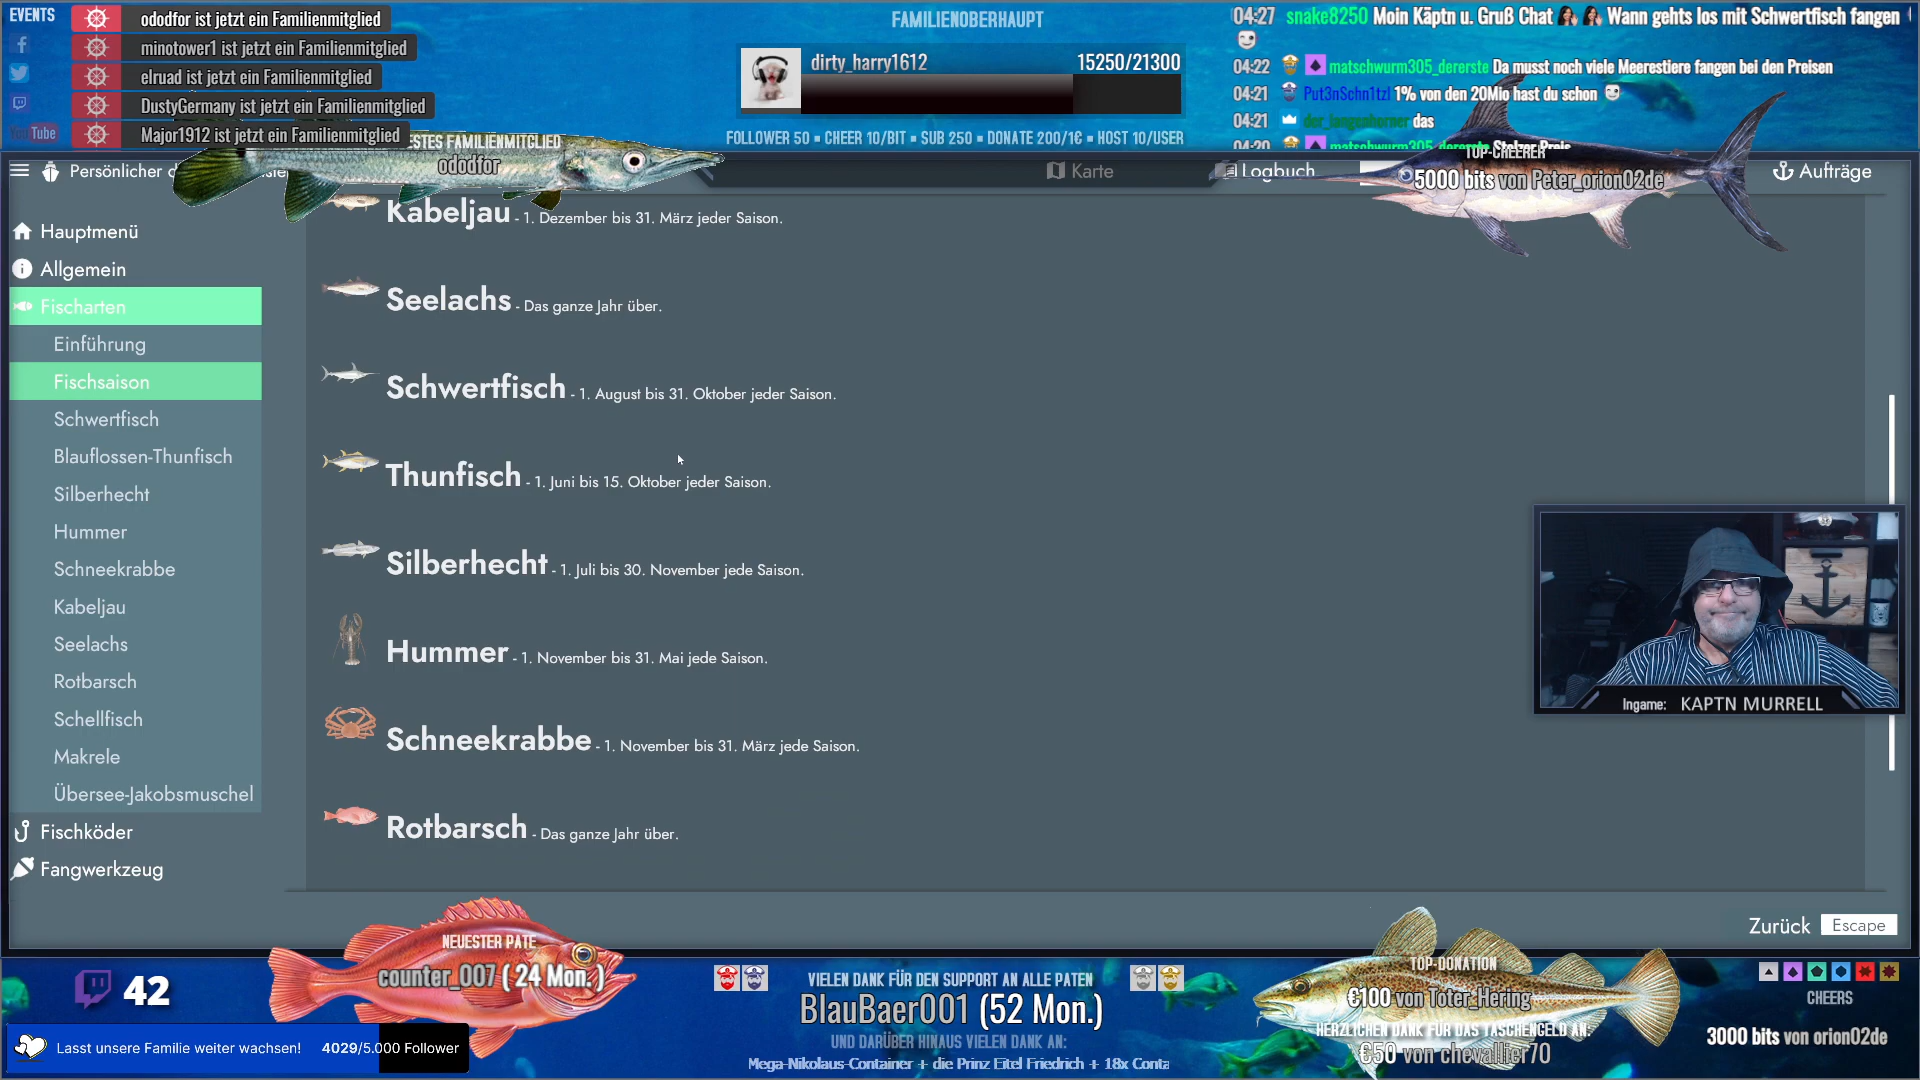 EVENTS
ododfor ist jetzt ein Familienmitglied
minotower1 ist jetzt ein Familienmitglied
elruad ist jetzt ein Familienmitglied
DustyGermany ist jetzt ein Familienmitglied
Major1912 ist jetzt ein Familienmitglied
Tube
FAMILIENOBERHAUPT
dirty_harry1612 15250/21300
FOLLOWER 50 ▪ CHEER 10/BIT ▪ SUB 250 ▪ DONATE 200/1€ ▪ HOST 10/USER
04:27 snake8250 Moin Käptn u. Gruß Chat Wann gehts los mit Schwertfisch fangen
04:22 matschwurm305_dererste Da musst noch viele Meerestiere fangen bei den Preisen
04:21 Put3nSchn1tzl 1% von den 20Mio hast du schon
04:21 der_langenhorner das
04:20 matschwurm305_dererste Stolzer Preis
ESTES FAMILIENMITGLIED
ododfor
TOP-CHEERER
5000 bits von Peter_orion02de
Persönlicher
Karte
Logbuch
Aufträge
Hauptmenü
Allgemein
Fischarten
Einführung
Fischsaison
Schwertfisch
Blauflossen-Thunfisch
Silberhecht
Hummer
Schneekrabbe
Kabeljau
Seelachs
Rotbarsch
Schellfisch
Makrele
Übersee-Jakobsmuschel
Fischköder
Fangwerkzeug
Kabeljau - 1. Dezember bis 31. März jeder Saison.
Seelachs - Das ganze Jahr über.
Schwertfisch - 1. August bis 31. Oktober jeder Saison.
Thunfisch - 1. Juni bis 15. Oktober jeder Saison.
Silberhecht - 1. Juli bis 30. November jede Saison.
Hummer - 1. November bis 31. Mai jede Saison.
Schneekrabbe - 1. November bis 31. März jede Saison.
Rotbarsch - Das ganze Jahr über.
Ingame: KAPTN MURRELL
Zurück Escape
42
Lasst unsere Familie weiter wachsen! 4029/5.000 Follower
NEUESTER PATE
counter_007 ( 24 Mon. )
VIELEN DANK FÜR DEN SUPPORT AN ALLE PATEN
BlauBaer001 (52 Mon.)
UND DARÜBER HINAUS VIELEN DANK AN:
Mega-Nikolaus-Container + die Prinz Eitel Friedrich + 18x Conta
TOP-DONATION
€100 von Toter_Hering
HERZLICHEN DANK FÜR DAS TASCHENGELD AN:
€50 von chevallier70
CHEERS
3000 bits von orion02de